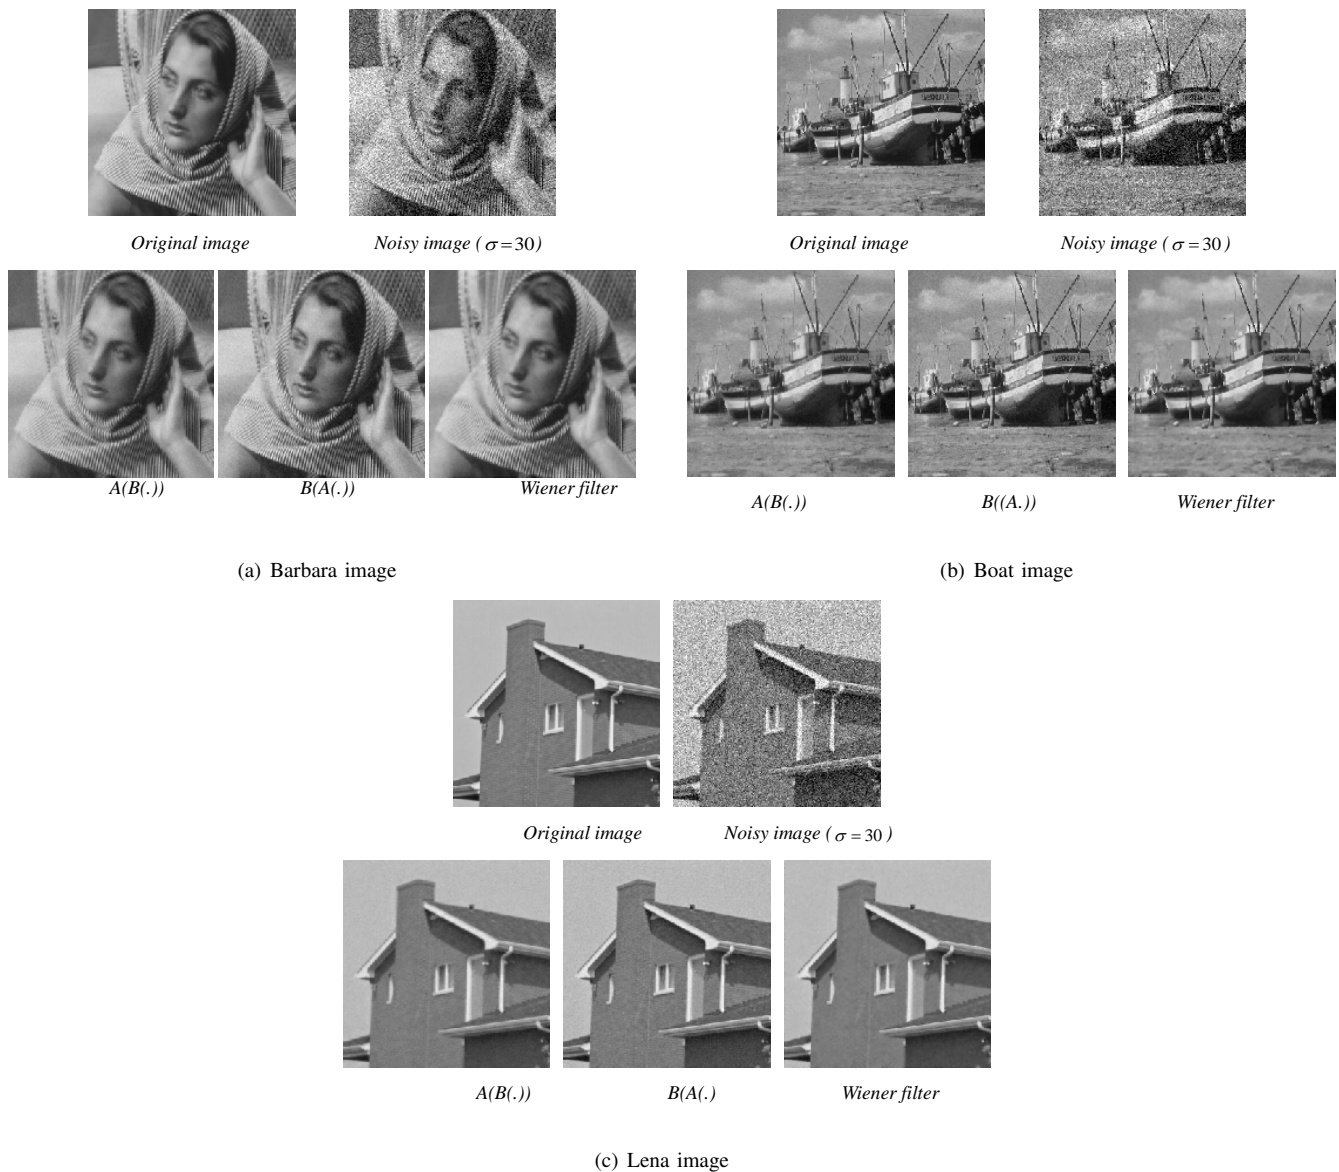 Original image
Noisy image ( σ = 30 )
Original image
Noisy image ( σ = 30 )
A(B(.))
B(A(.))
Wiener filter
A(B(.))
B((A.))
Wiener filter
(a) Barbara image
(b) Boat image
Original image
Noisy image ( σ = 30 )
A(B(.))
B(A(.)
Wiener filter
(c) Lena image